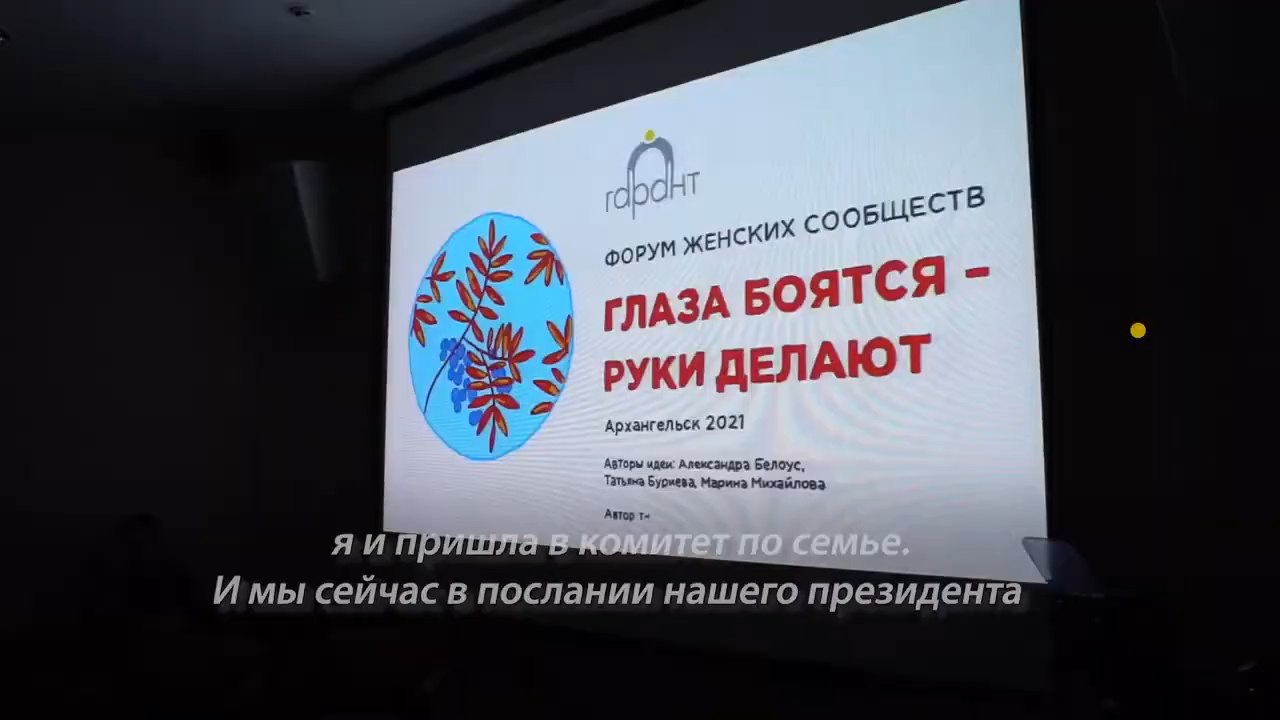 гарант
ФОРУМ ЖЕНСКИХ СООБЩЕСТВ
ГЛАЗА БОЯТСЯ –
РУКИ ДЕЛАЮТ
Архангельск 2021
Авторы идеи: Александра Белоус,
Татьяна Буриева, Марина Михайлова
Автор
я и пришла в комитет по семье.
И мы сейчас в послании нашего президента